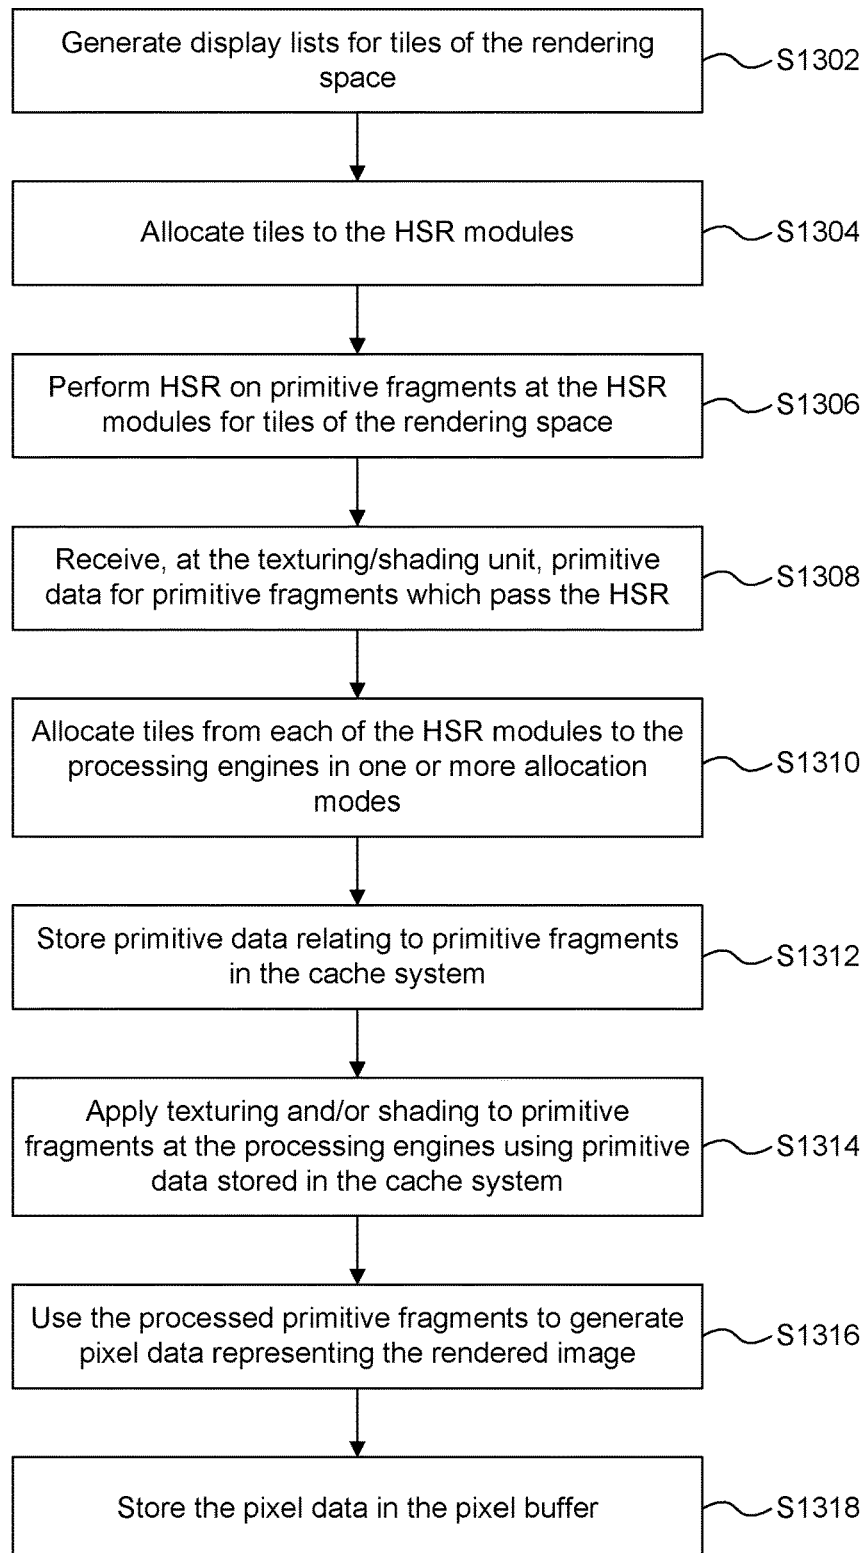 Generate display lists for tiles of the rendering
space
S1302
Allocate tiles to the HSR modules
S1304
Perform HSR on primitive fragments at the HSR
modules for tiles of the rendering space
S1306
Receive, at the texturing/shading unit, primitive
data for primitive fragments which pass the HSR
S1308
Allocate tiles from each of the HSR modules to the
processing engines in one or more allocation
modes
S1310
Store primitive data relating to primitive fragments
in the cache system
S1312
Apply texturing and/or shading to primitive
fragments at the processing engines using primitive
data stored in the cache system
S1314
Use the processed primitive fragments to generate
pixel data representing the rendered image
S1316
Store the pixel data in the pixel buffer
S1318